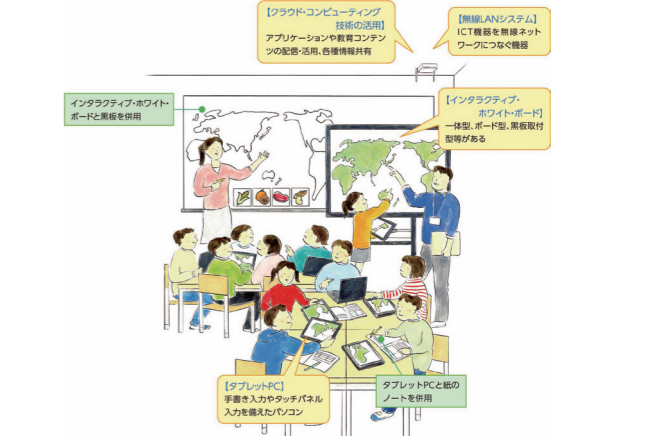 【クラウド・コンピューティング
技術の活用】
アプリケーションや教育コンテン
ツの配信・活用、各種情報共有
【無線LANシステム】
ICT機器を無線ネット
ワークにつなぐ機器
インタラクティブ・ホワイト・
ボードと黒板を併用
【インタラクティブ・
ホワイト・ボード】
一体型、ボード型、黒板取付
型等がある
【タブレットPC】
手書き入力やタッチパネル
入力を備えたパソコン
タブレットPCと紙の
ノートを併用